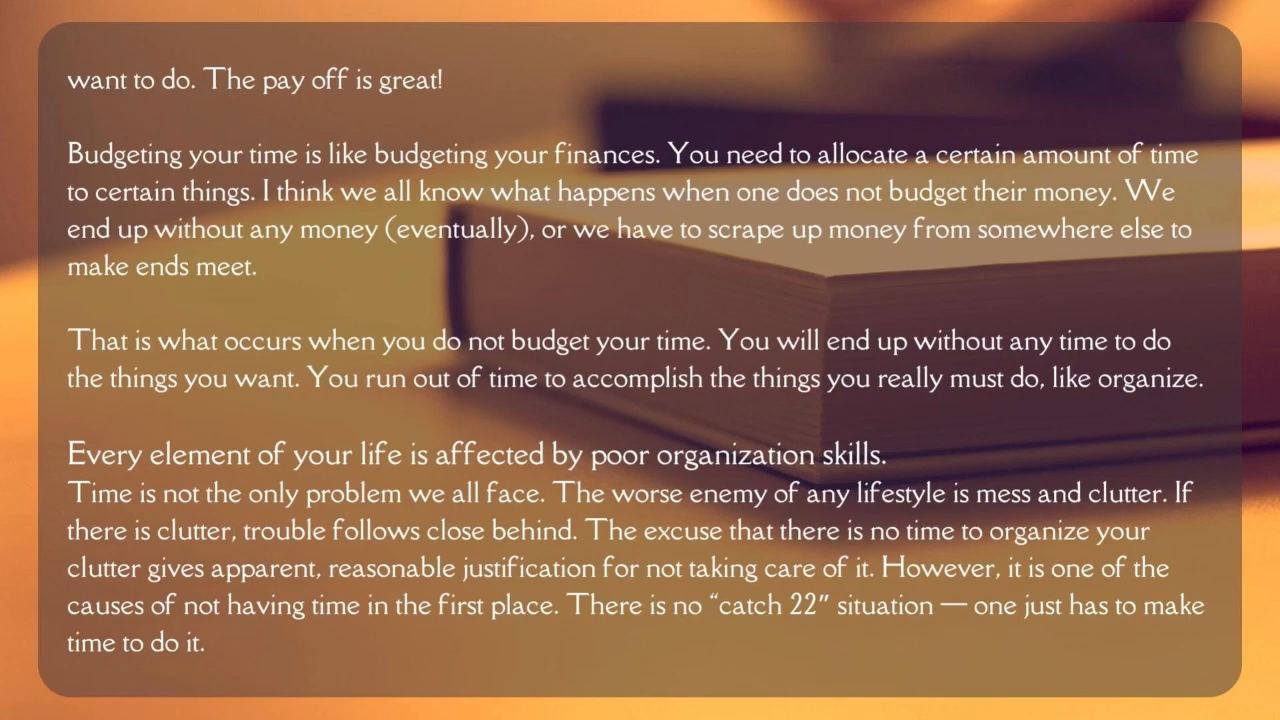 want to do. The pay off is great!
Budgeting your time is like budgeting your finances. You need to allocate a certain amount of time
to certain things. I think we all know what happens when one does not budget their money. We
end up without any money (eventually), or we have to scrape up money from somewhere else to
make ends meet.
That is what occurs when you do not budget your time. You will end up without any time to do
the things you want. You run out of time to accomplish the things you really must do, like organize.
Every element of your life is affected by poor organization skills.
Time is not the only problem we all face. The worse enemy of any lifestyle is mess and clutter. If
there is clutter, trouble follows close behind. The excuse that there is no time to organize your
clutter gives apparent, reasonable justification for not taking care of it. However, it is one of the
causes of not having time in the first place. There is no “catch 22” situation — one just has to make
time to do it.